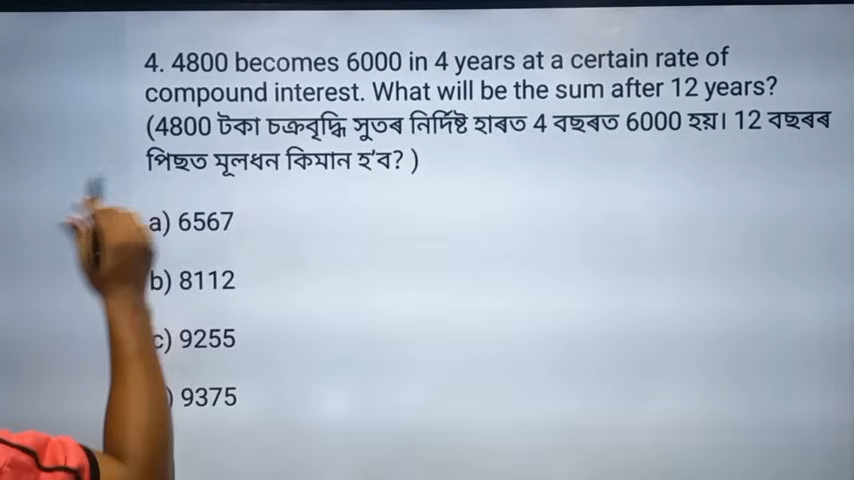 4. 4800 becomes 6000 in 4 years at a certain rate of
compound interest. What will be the sum after 12 years?
(4800 টকা চক্ৰবৃদ্ধি সুতৰ নিৰ্দিষ্ট হাৰত 4 বছৰত 6000 হয়। 12 বছৰৰ
পিছত মূলধন কিমান হ'ব? )
a) 6567
b) 8112
c) 9255
) 9375